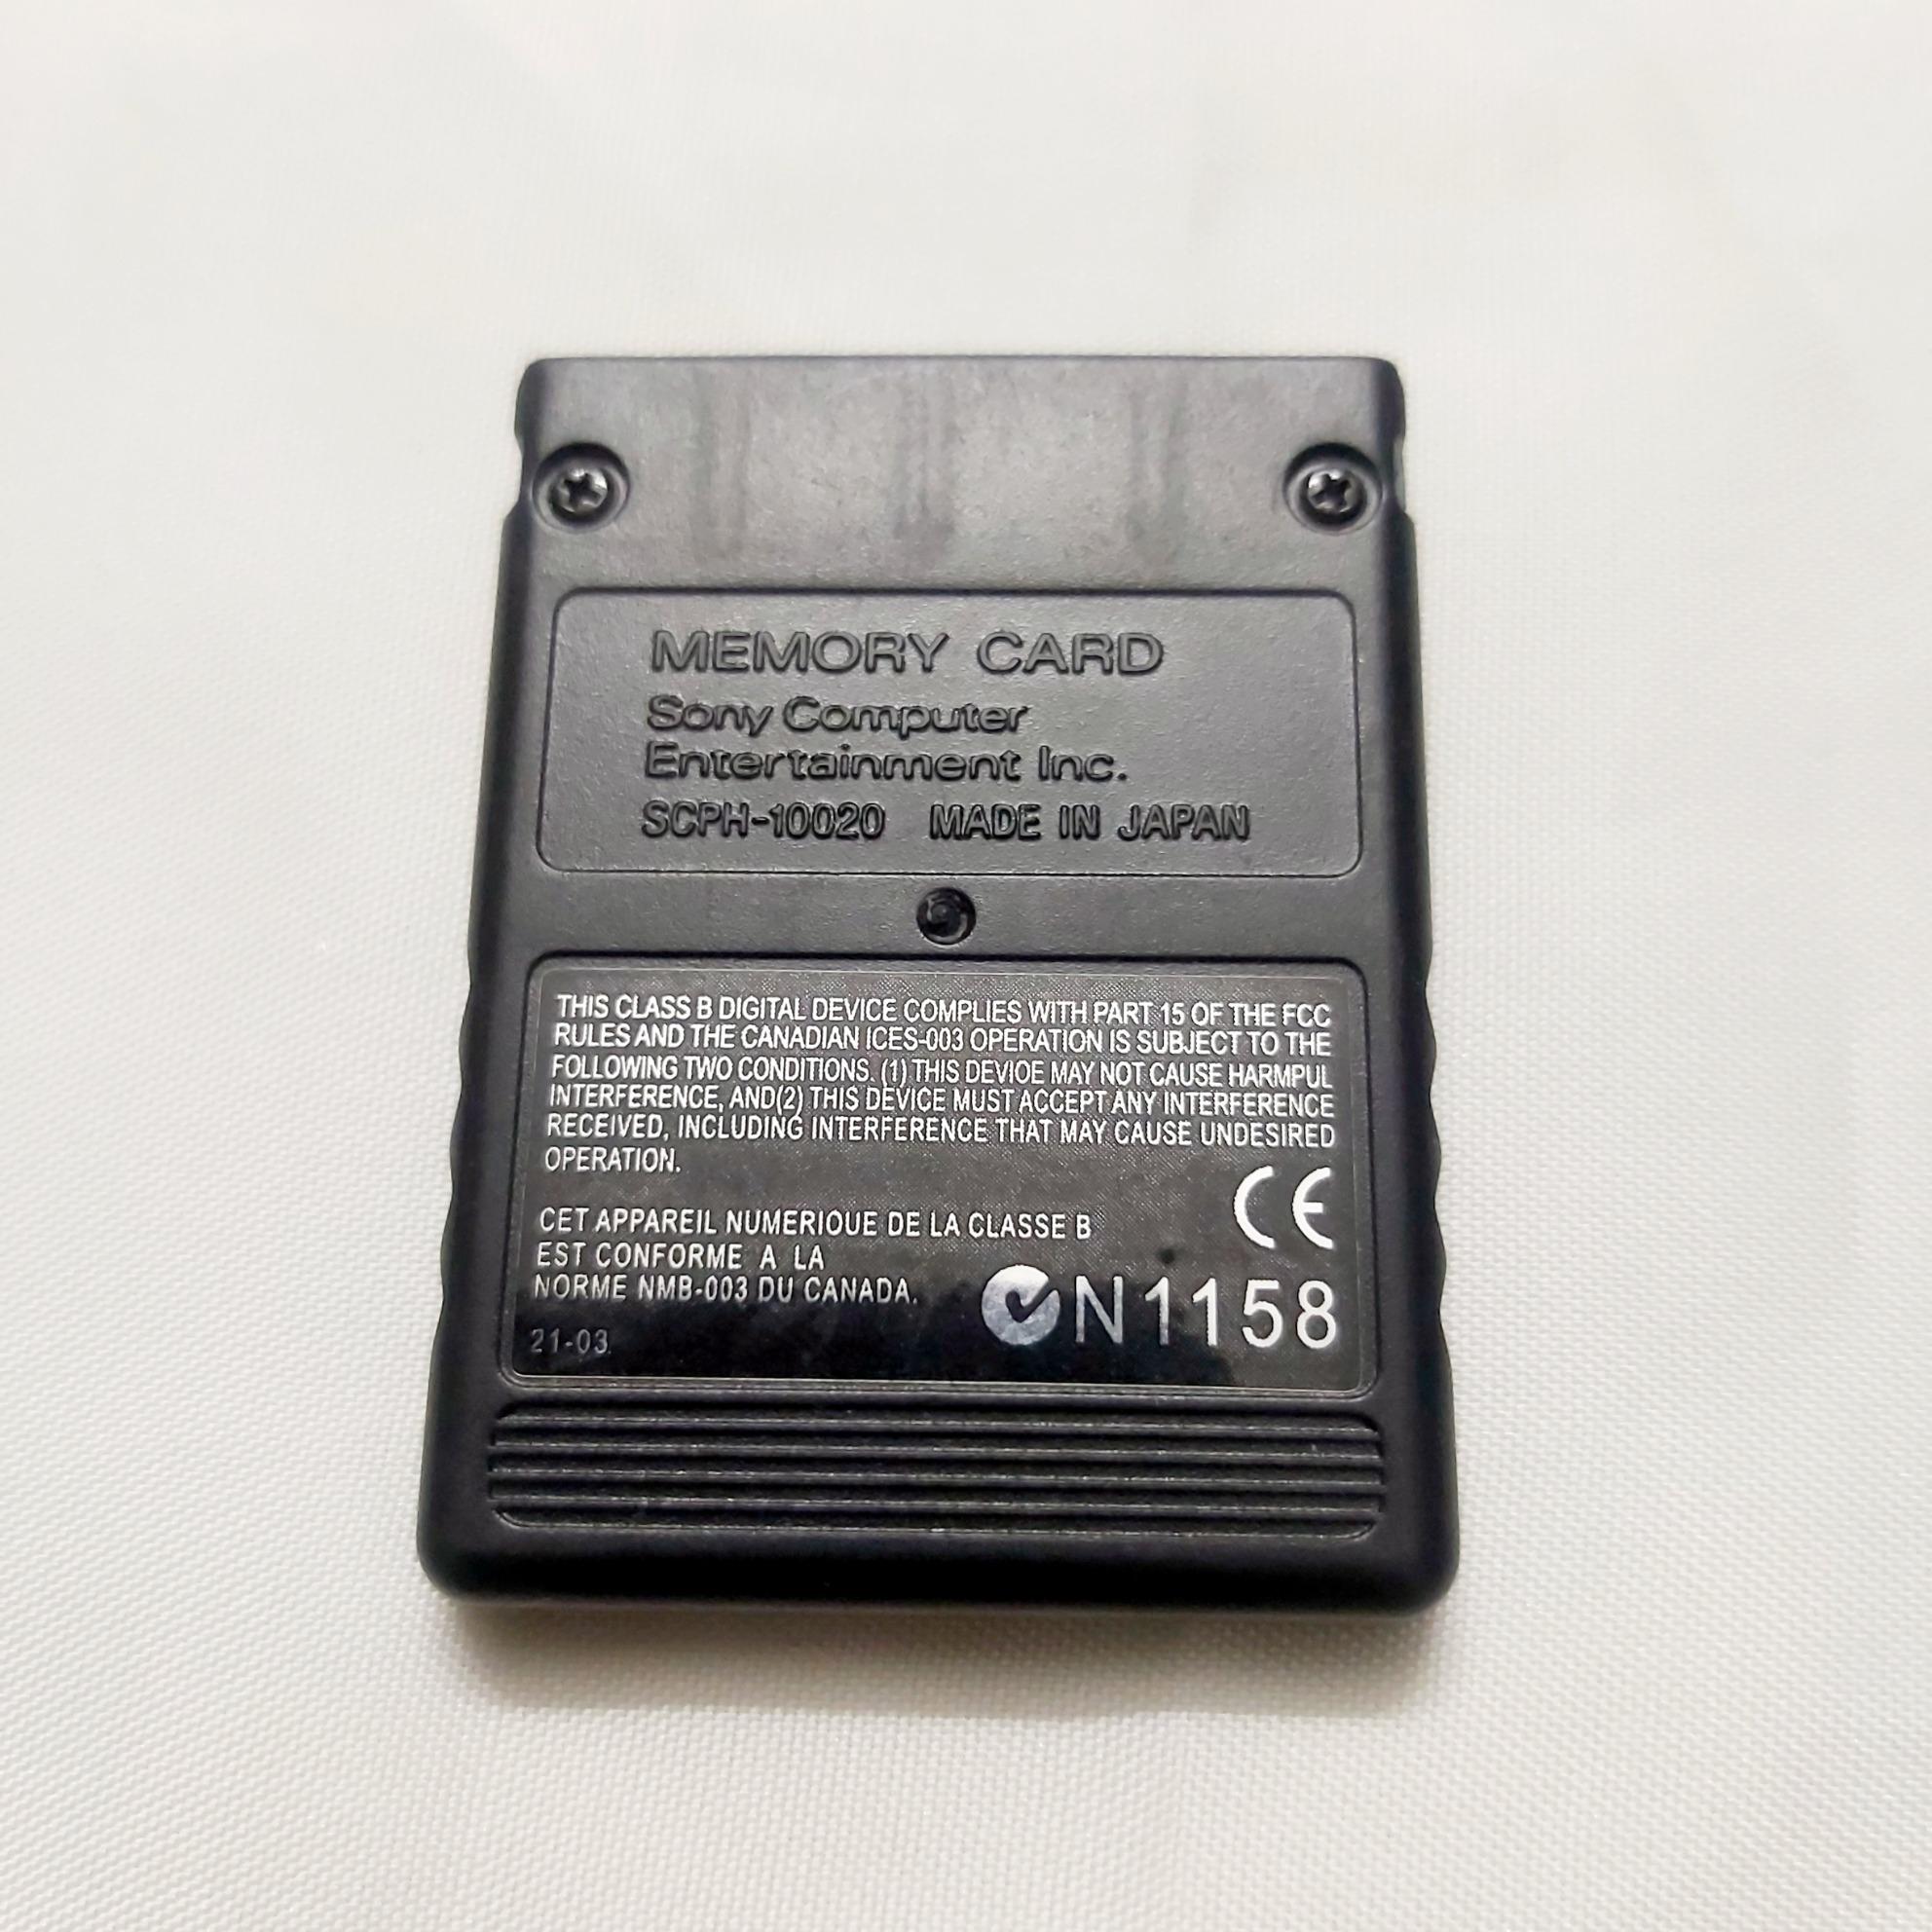 MEMORY CARD
Sony Computer
Entertainment Inc.
SCPH-10020 MADE IN JAPAN
THIS CLASS B DIGITAL DEVICE COMPLIES WITH PART 15 OF THE FCC
RULES AND THE CANADIAN ICES-003 OPERATION IS SUBJECT TO THE
FOLLOWING TWO CONDITIONS. (1) THIS DEVIOE MAY NOT CAUSE HARMPUL
INTERFERENCE, AND(2) THIS DEVICE MUST ACCEPT ANY INTERFERENCE
RECEIVED, INCLUDING INTERFERENCE THAT MAY CAUSE UNDESIRED
OPERATION.
CE
CET APPAREIL NUMERIOUE DE LA CLASSE B
EST CONFORME A LA
NORME NMB-003 DU CANADA.
N1158
21-03